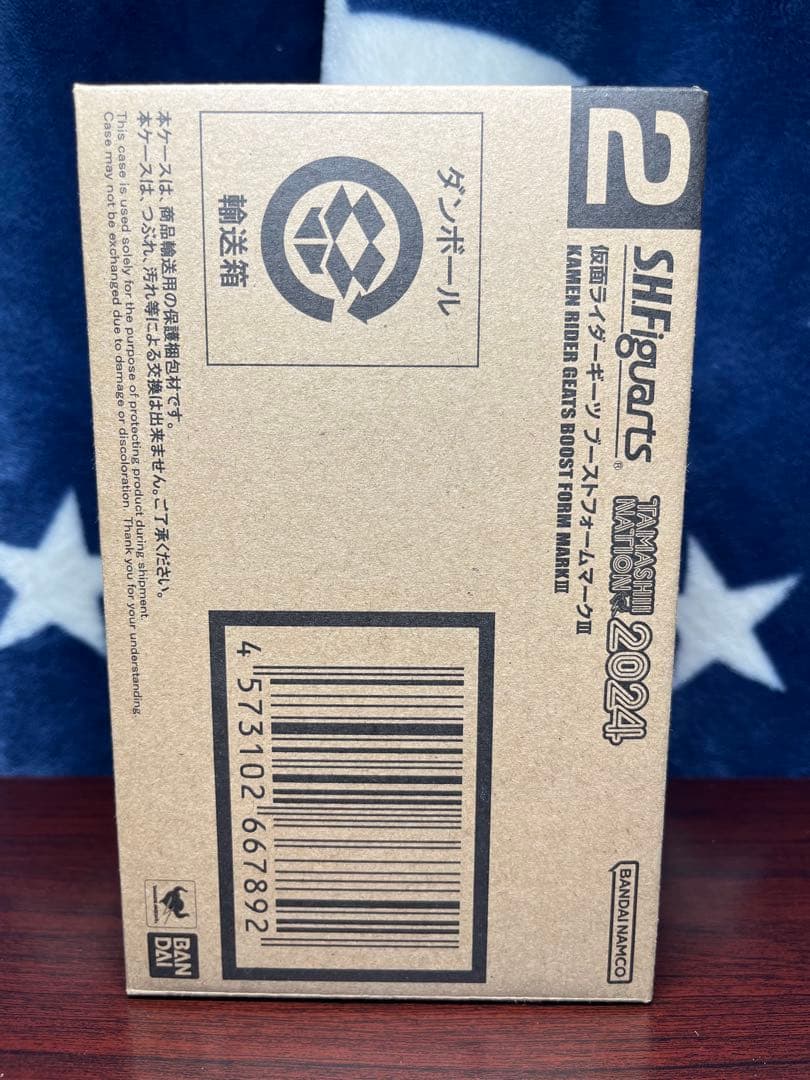 2
S.H.Figuarts®
TAMASHII
NATION
2024
仮面ライダーギーツ ブーストフォームマークⅢ
KAMEN RIDER GEATS BOOST FORM MARKⅢ
ダンボール
輸送箱
本ケースは、商品輸送用の保護梱包材です。
本ケースは、つぶれ、汚れ等による交換は出来ません。ご了承ください。
This case is used solely for the purpose of protecting product during shipment.
Case may not be exchanged due to damage or discoloration. Thank you for your understanding.
4 573102 667892
BANDAI NAMCO
BAN
DAI